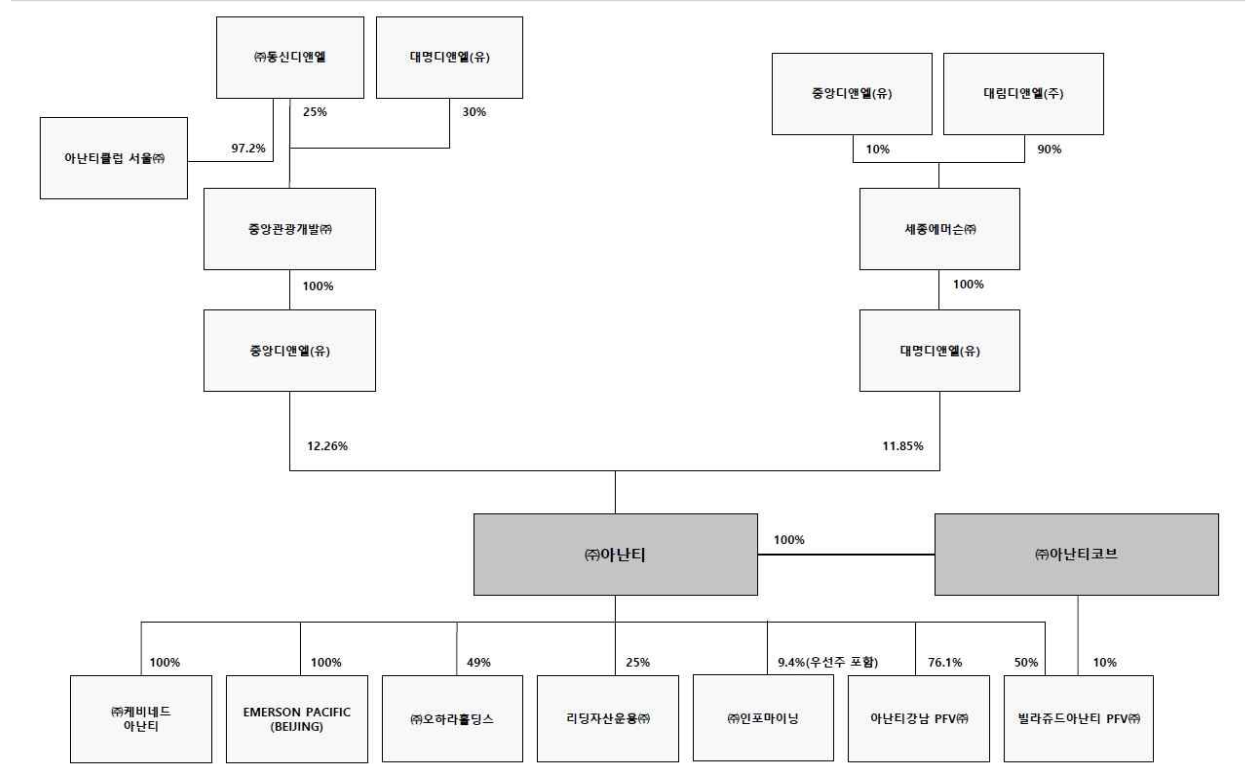 ㈜동신디앤엘
대명디앤엘(유)
25%
30%
아난티클럽 서울㈜
97.2%
중앙디앤엘(유)
대림디앤엘(주)
10%
90%
중앙관광개발㈜
세종에머슨㈜
100%
100%
중앙디앤엘(유)
대명디앤엘(유)
12.26%
11.85%
㈜아난티
100%
㈜아난티코브
100%
100%
49%
25%
9.4%(우선주 포함)
76.1%
50%
10%
㈜케비네드
아난티
EMERSON PACIFIC
(BEIJING)
㈜오하라홀딩스
리딩자산운용㈜
㈜인포마이닝
아난티강남 PFV㈜
빌라쥬드아난티 PFV㈜